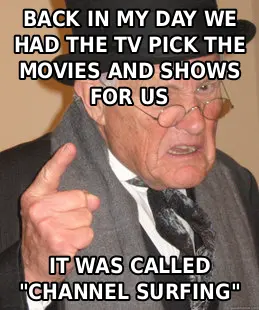 BACK IN MY DAY WE
HAD THE TV PICK THE
MOVIES AND SHOWS
FOR US
IT WAS CALLED
"CHANNEL SURFING"